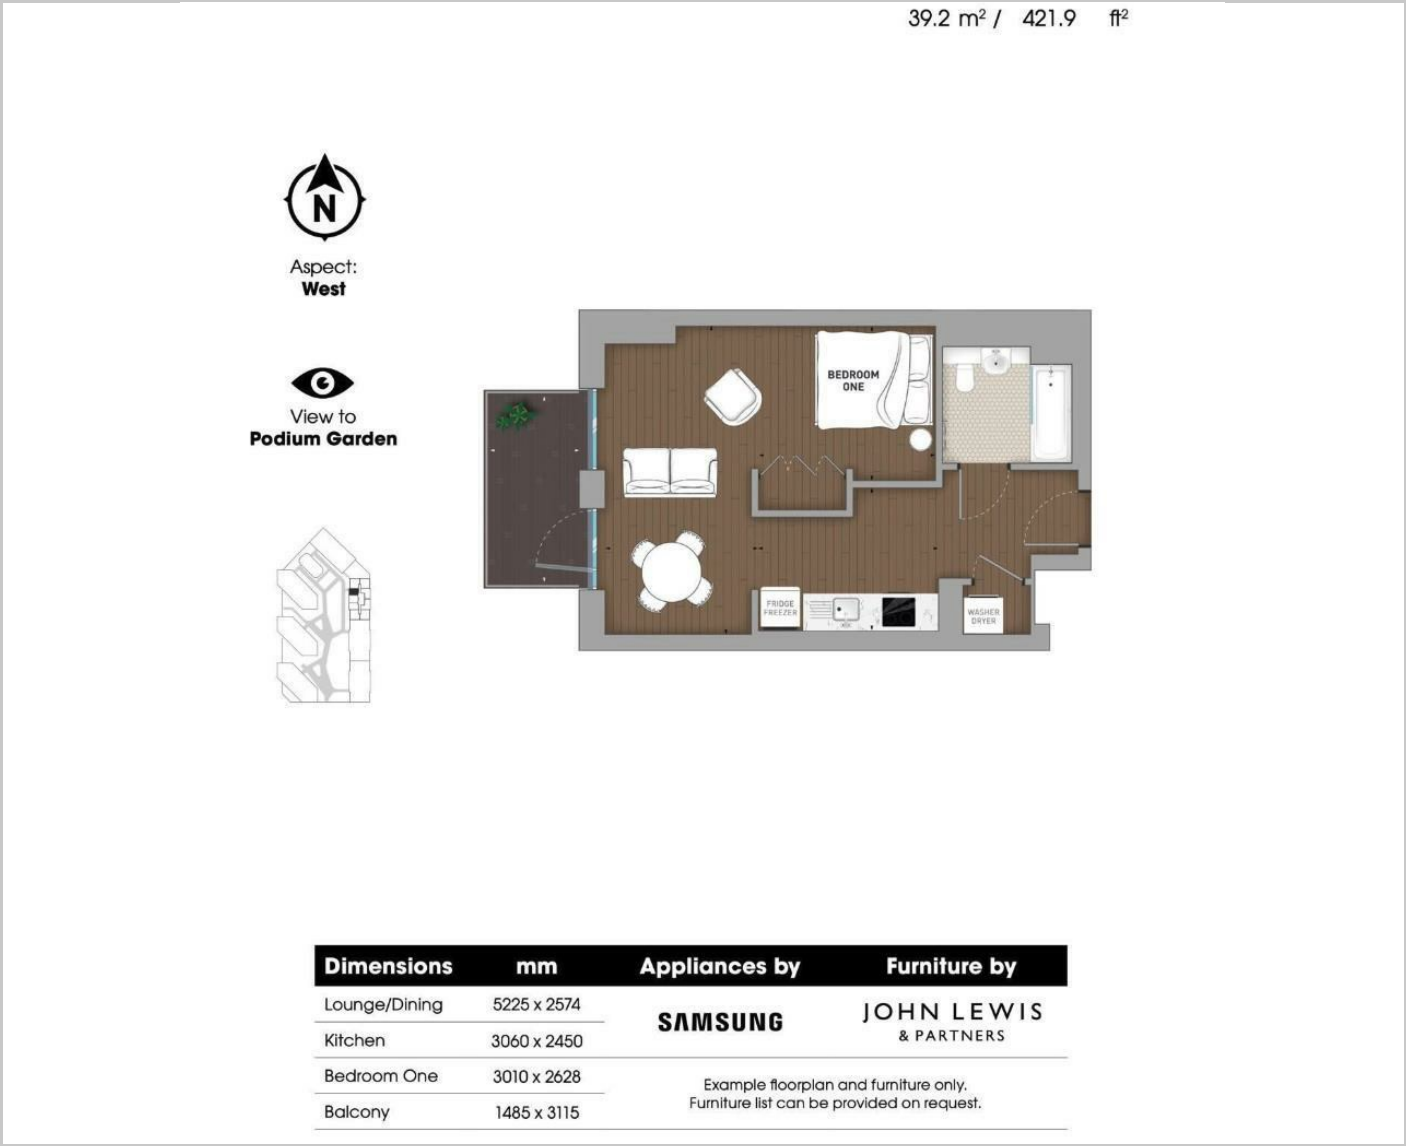 39.2 m² / 421.9 ft²
N
Aspect:
West
View to
Podium Garden
BEDROOM
ONE
FRIDGE
FREEZER
WASHER
DRYER
Dimensions mm Appliances by Furniture by
Lounge/Dining 5225 x 2574
Kitchen 3060 x 2450
Bedroom One 3010 x 2628
Balcony 1485 x 3115
SAMSUNG
JOHN LEWIS
& PARTNERS
Example floorplan and furniture only.
Furniture list can be provided on request.